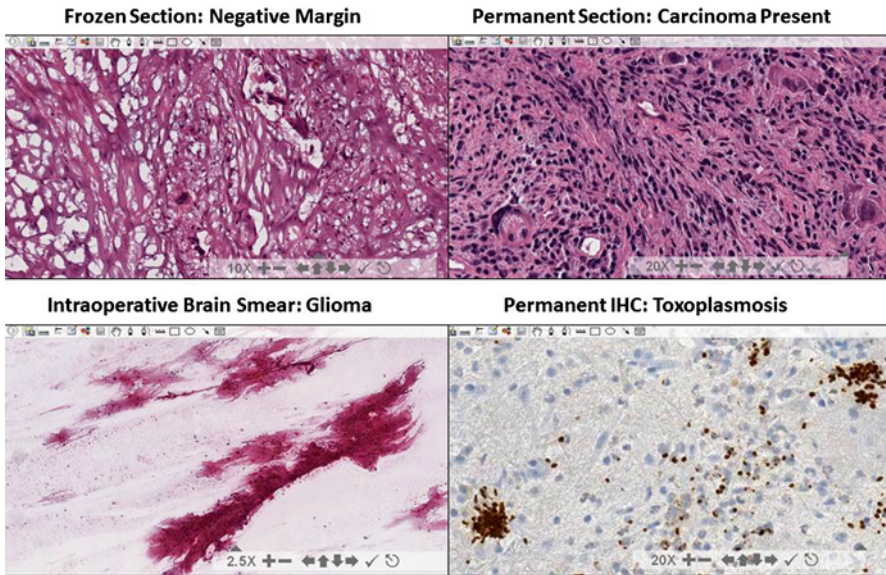 Frozen Section: Negative Margin
Permanent Section: Carcinoma Present
10X
20X
Intraoperative Brain Smear: Glioma
Permanent IHC: Toxoplasmosis
2.5X
20X